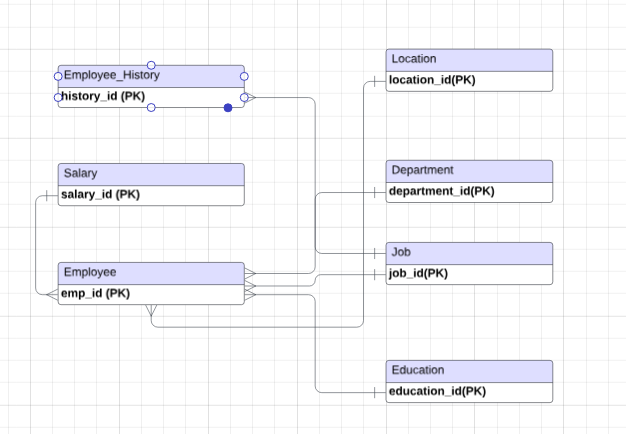 Employee_History
history_id (PK)
Salary
salary_id (PK)
Employee
emp_id (PK)
Location
location_id(PK)
Department
department_id(PK)
Job
job_id(PK)
Education
education_id(PK)